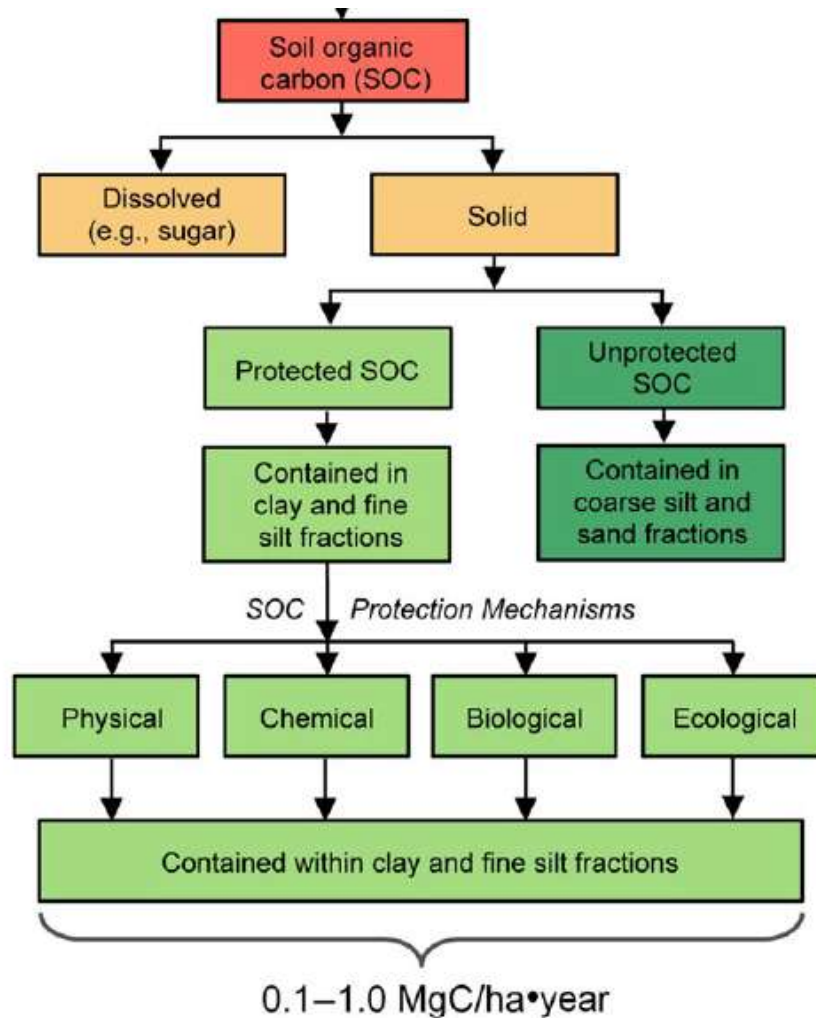 Soil organic
carbon (SOC)
Dissolved
(e.g., sugar)
Solid
Protected SOC
Unprotected
SOC
Contained in
clay and fine
silt fractions
Contained in
coarse silt and
sand fractions
SOC Protection Mechanisms
Physical
Chemical
Biological
Ecological
Contained within clay and fine silt fractions
0.1–1.0 MgC/ha•year